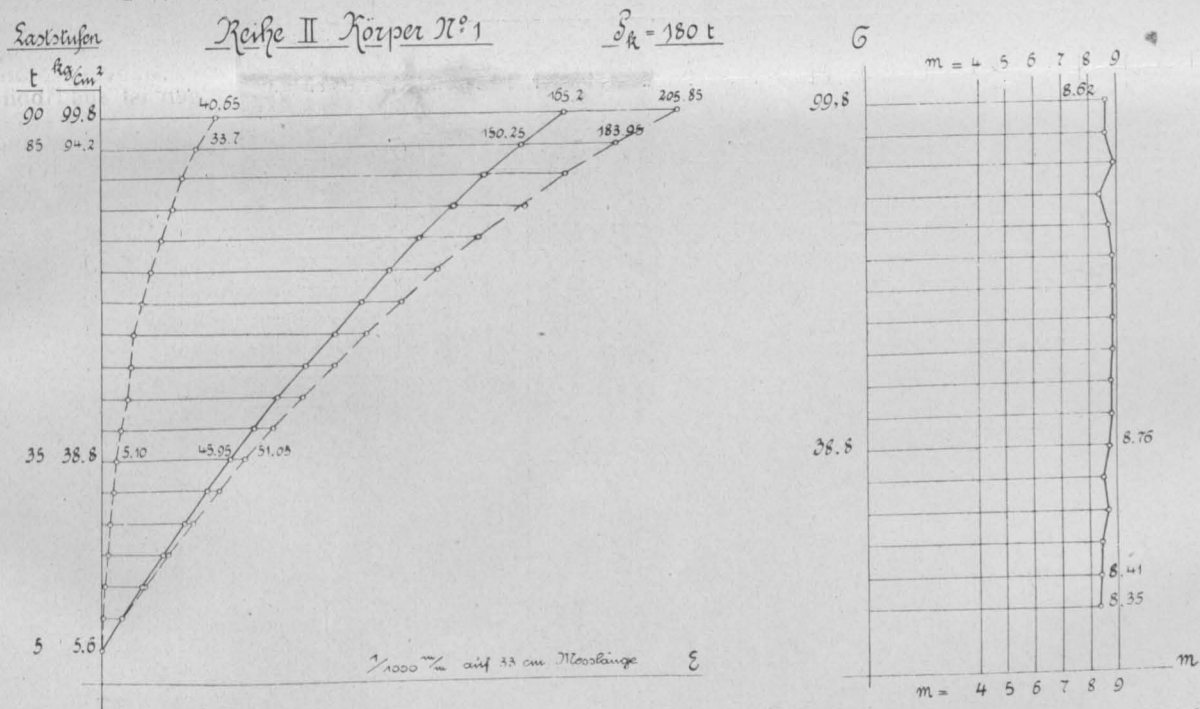 Laststufen Reihe II Körper Nº 1 P_k = 180 t σ
t kg/cm² m = 4 5 6 7 8 9
90 99.8 40.65 165.2 205.85 99,8 8.62
85 94.2 33.7 150.25 183.95
35 38.8 5.10 45.95 51.05 38.8 8.76
8.41
8.35
5 5.6
1/1000 m/m auf 33 cm Messlänge ε
m
m = 4 5 6 7 8 9